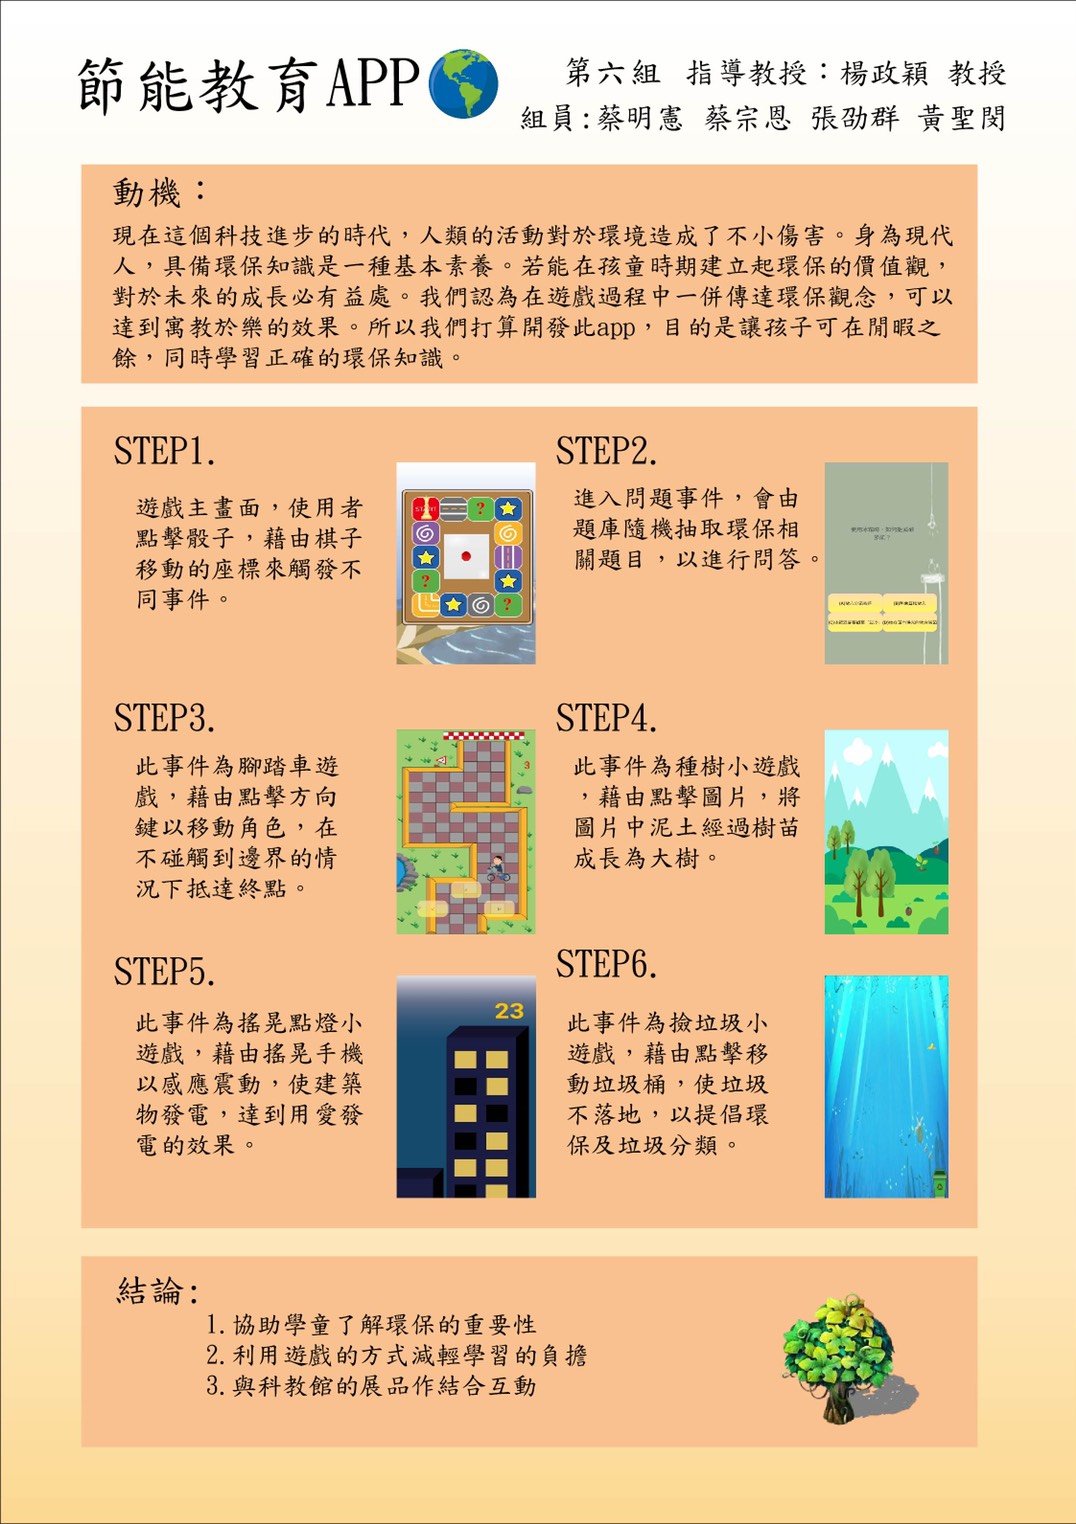 節能教育APP
第六組 指導教授：楊政穎 教授
組員:蔡明憲 蔡宗恩 張劭群 黃聖閔
動機：
現在這個科技進步的時代，人類的活動對於環境造成了不小傷害。身為現代
人，具備環保知識是一種基本素養。若能在孩童時期建立起環保的價值觀，
對於未來的成長必有益處。我們認為在遊戲過程中一併傳達環保觀念，可以
達到寓教於樂的效果。所以我們打算開發此app，目的是讓孩子可在閒暇之
餘，同時學習正確的環保知識。
STEP1.
遊戲主畫面，使用者
點擊骰子，藉由棋子
移動的座標來觸發不
同事件。
START
?
?
?
STEP2.
進入問題事件，會由
題庫隨機抽取環保相
關題目，以進行問答。
STEP3.
此事件為腳踏車遊
戲，藉由點擊方向
鍵以移動角色，在
不碰觸到邊界的情
況下抵達終點。
3
STEP4.
此事件為種樹小遊戲
，藉由點擊圖片，將
圖片中泥土經過樹苗
成長為大樹。
STEP5.
此事件為搖晃點燈小
遊戲，藉由搖晃手機
以感應震動，使建築
物發電，達到用愛發
電的效果。
23
STEP6.
此事件為撿垃圾小
遊戲，藉由點擊移
動垃圾桶，使垃圾
不落地，以提倡環
保及垃圾分類。
結論:
1.協助學童了解環保的重要性
2.利用遊戲的方式減輕學習的負擔
3.與科教館的展品作結合互動